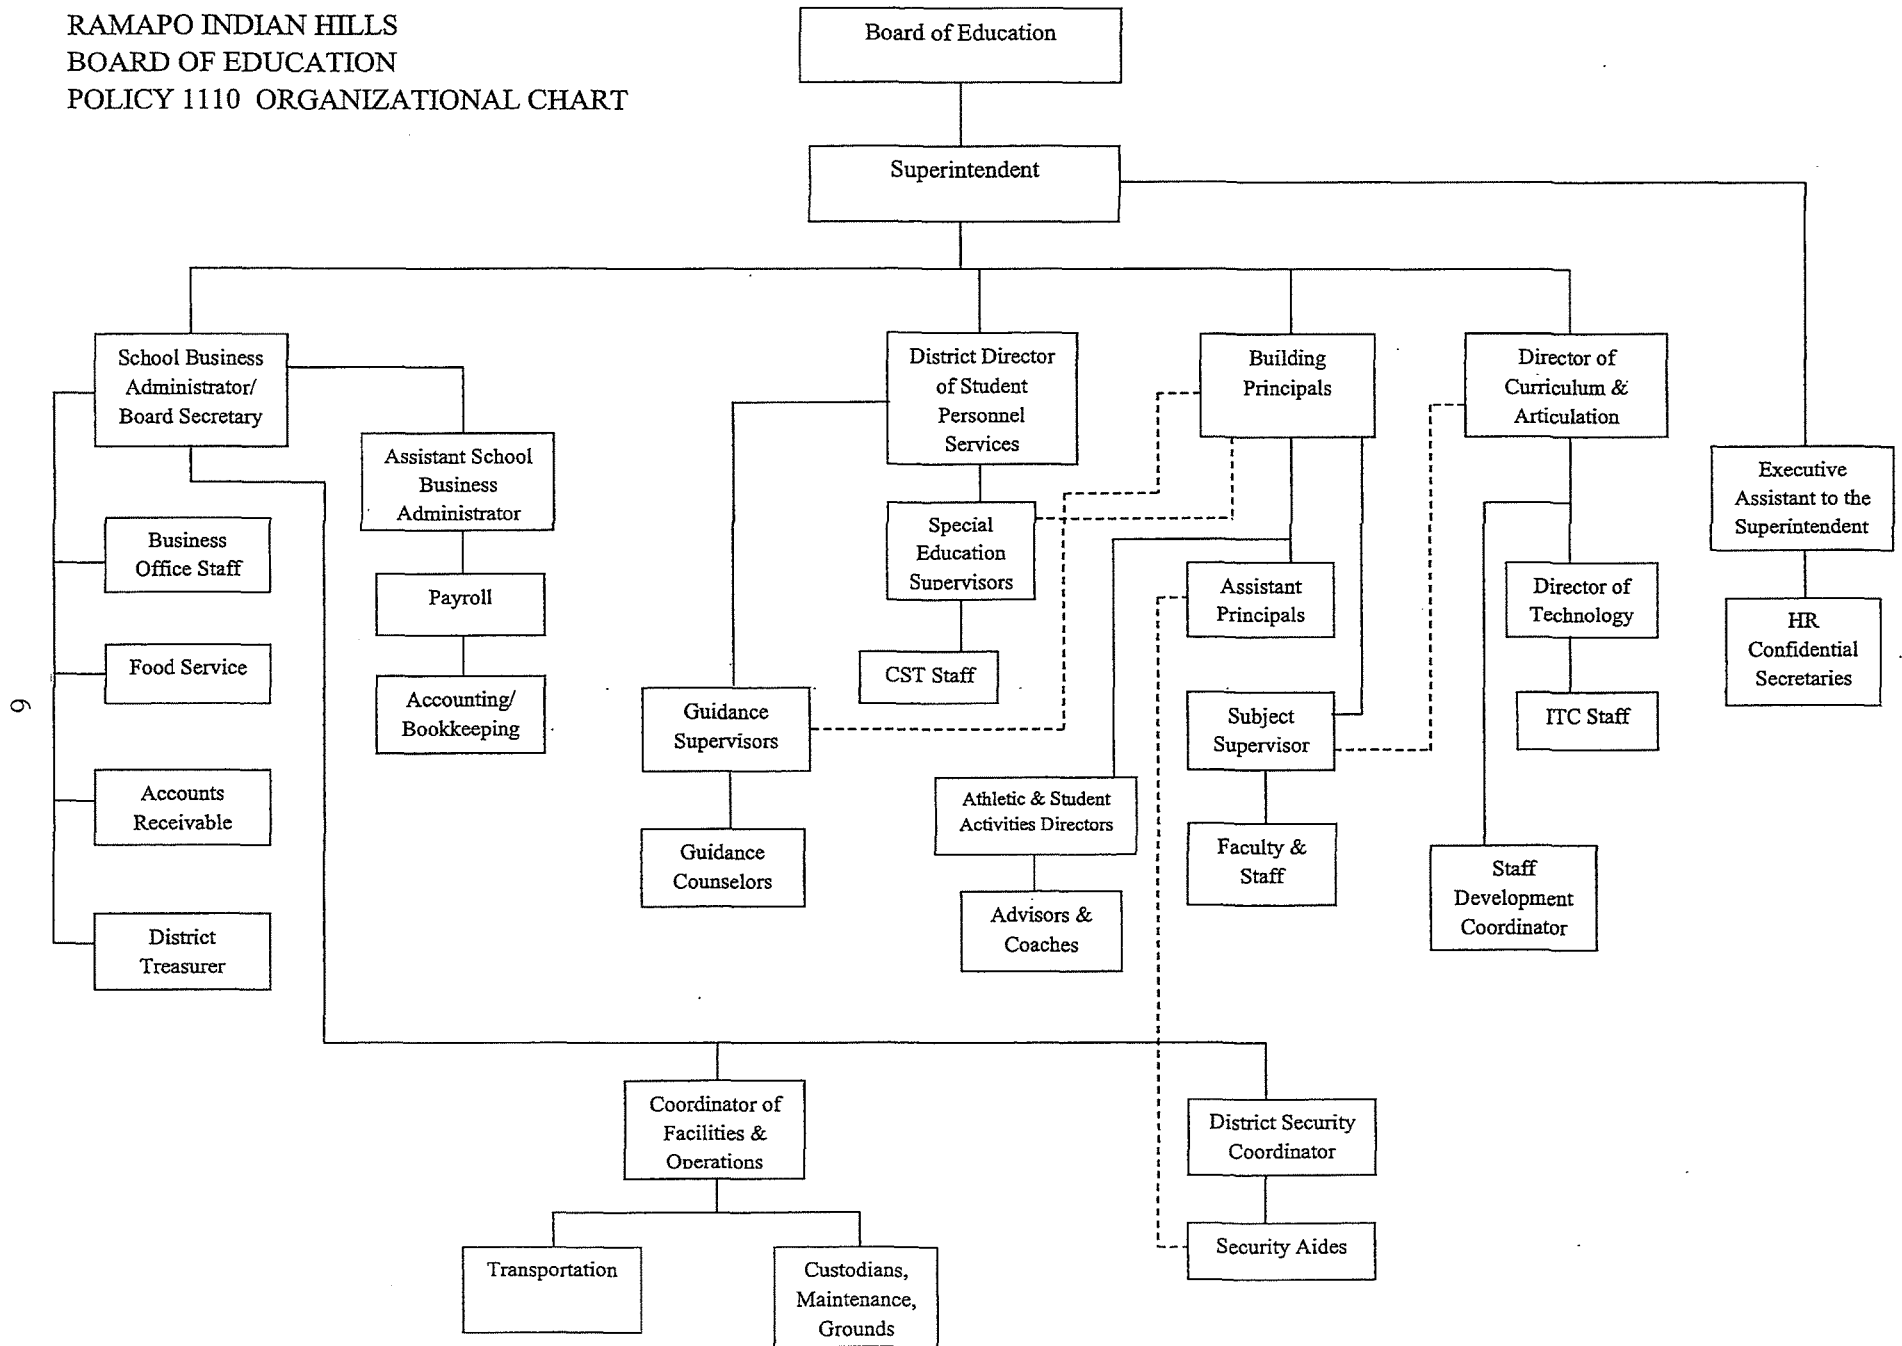 RAMAPO INDIAN HILLS
BOARD OF EDUCATION
POLICY 1110 ORGANIZATIONAL CHART
Board of Education
Superintendent
School Business
Administrator/
Board Secretary
District Director
of Student
Personnel
Services
Building
Principals
Director of
Curriculum &
Articulation
Executive
Assistant to the
Superintendent
HR
Confidential
Secretaries
Assistant School
Business
Administrator
Payroll
Accounting/
Bookkeeping
Business
Office Staff
Food Service
Accounts
Receivable
District
Treasurer
Special
Education
Supervisors
CST Staff
Guidance
Supervisors
Guidance
Counselors
Assistant
Principals
Subject
Supervisor
Faculty &
Staff
Athletic & Student
Activities Directors
Advisors &
Coaches
Director of
Technology
ITC Staff
Staff
Development
Coordinator
Coordinator of
Facilities &
Operations
Transportation
Custodians,
Maintenance,
Grounds
District Security
Coordinator
Security Aides
9